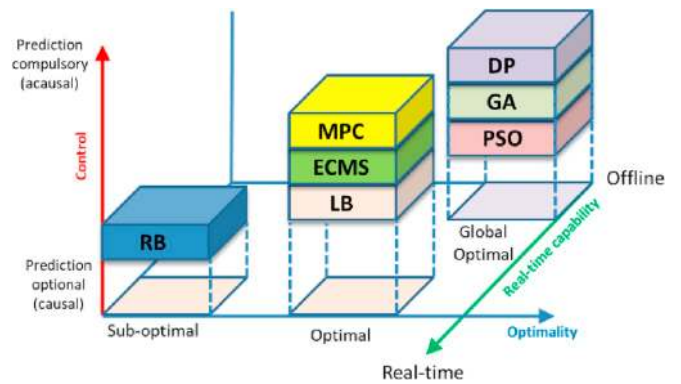 Prediction
compulsory
(acausal)
Control
Prediction
optional
(causal)
RB
MPC
ECMS
LB
DP
GA
PSO
Offline
Global
Optimal
Real-time capability
Sub-optimal
Optimal
Optimality
Real-time